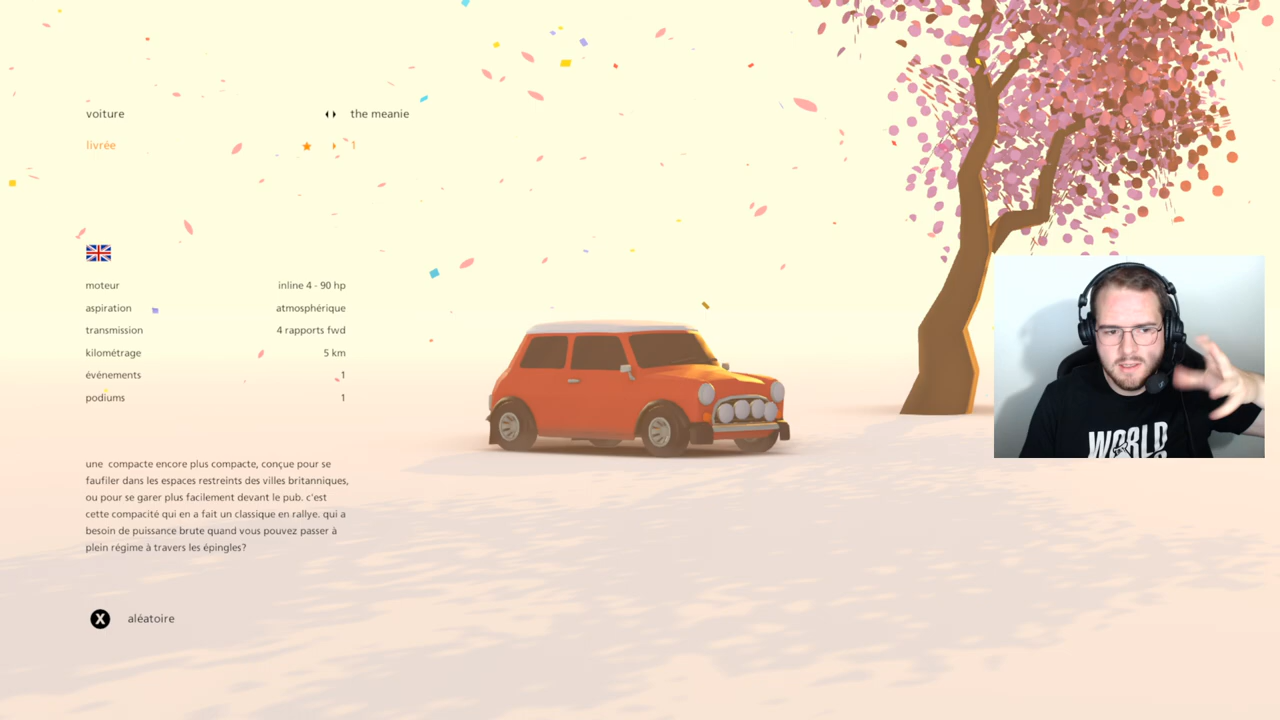 voiture the meanie
livrée 1
moteur inline 4 - 90 hp
aspiration atmosphérique
transmission 4 rapports fwd
kilométrage 5 km
événements 1
podiums 1
une compacte encore plus compacte, conçue pour se
faufiler dans les espaces restreints des villes britanniques,
ou pour se garer plus facilement devant le pub. c'est
cette compacité qui en a fait un classique en rallye. qui a
besoin de puissance brute quand vous pouvez passer à
plein régime à travers les épingles?
X aléatoire
WORLD